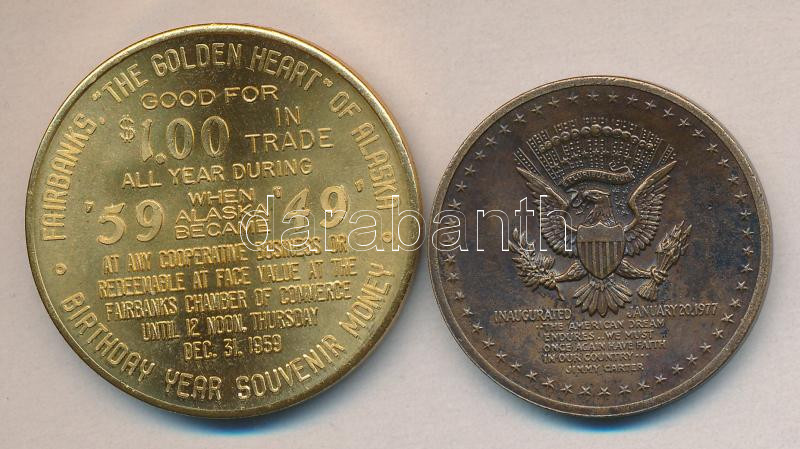 FAIRBANKS, "THE GOLDEN HEART" OF ALASKA
GOOD FOR
$1.00 IN TRADE
ALL YEAR DURING
'59 WHEN ALASKA BECAME "49"
AT ANY COOPERATIVE BUSINESS OR
REDEEMABLE AT FACE VALUE AT THE
FAIRBANKS CHAMBER OF COMMERCE
UNTIL 12 NOON, THURSDAY
DEC. 31, 1959
• BIRTHDAY YEAR SOUVENIR MONEY •
INAUGURATED JANUARY 20, 1977
··THE AMERICAN DREAM
ENDURES. WE MUST
ONCE AGAIN HAVE FAITH
IN OUR COUNTRY··
JIMMY CARTER
darabanth